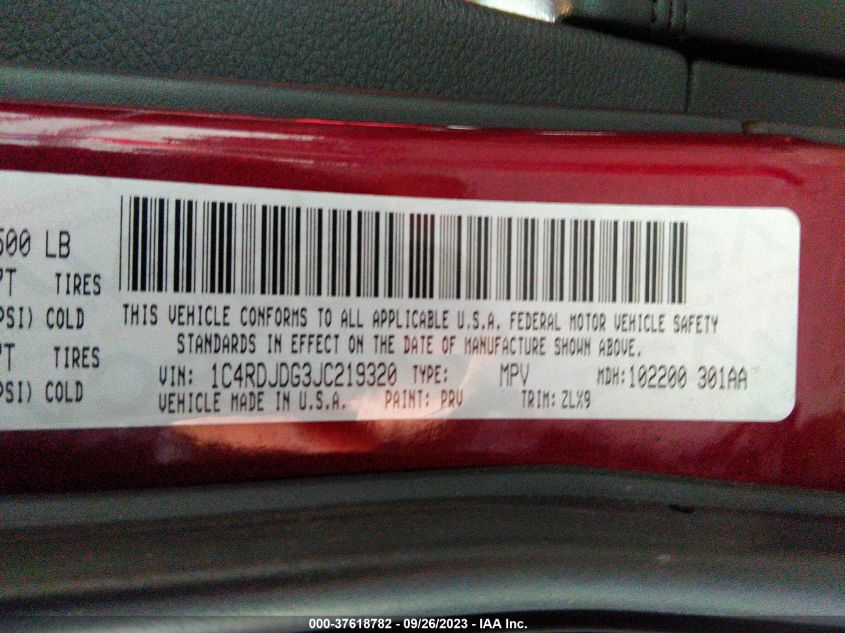 500 LB
TIRES
PSI) COLD
TIRES
PSI) COLD
THIS VEHICLE CONFORMS TO ALL APPLICABLE U.S.A. FEDERAL MOTOR VEHICLE SAFETY
STANDARDS IN EFFECT ON THE DATE OF MANUFACTURE SHOWN ABOVE.
VIN: 1C4RDJDG3JC219320 TYPE: MPV MDH:102200 301AA
VEHICLE MADE IN U.S.A. PAINT: PRV TRIM: ZLX9
000-37618782 - 09/26/2023 - IAA Inc.